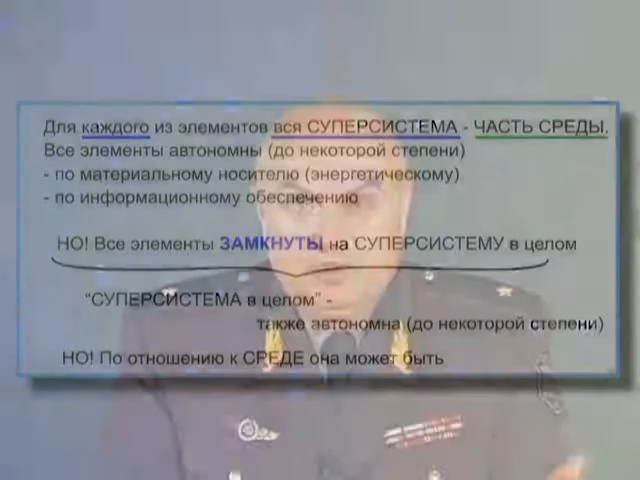 Для каждого из элементов вся СУПЕРСИСТЕМА - ЧАСТЬ СРЕДЫ.
Все элементы автономны (до некоторой степени)
- по материальному носителю (энергетическому)
- по информационному обеспечению
НО! Все элементы ЗАМКНУТЫ на СУПЕРСИСТЕМУ в целом
"СУПЕРСИСТЕМА в целом" -
также автономна (до некоторой степени)
НО! По отношению к СРЕДЕ она может быть